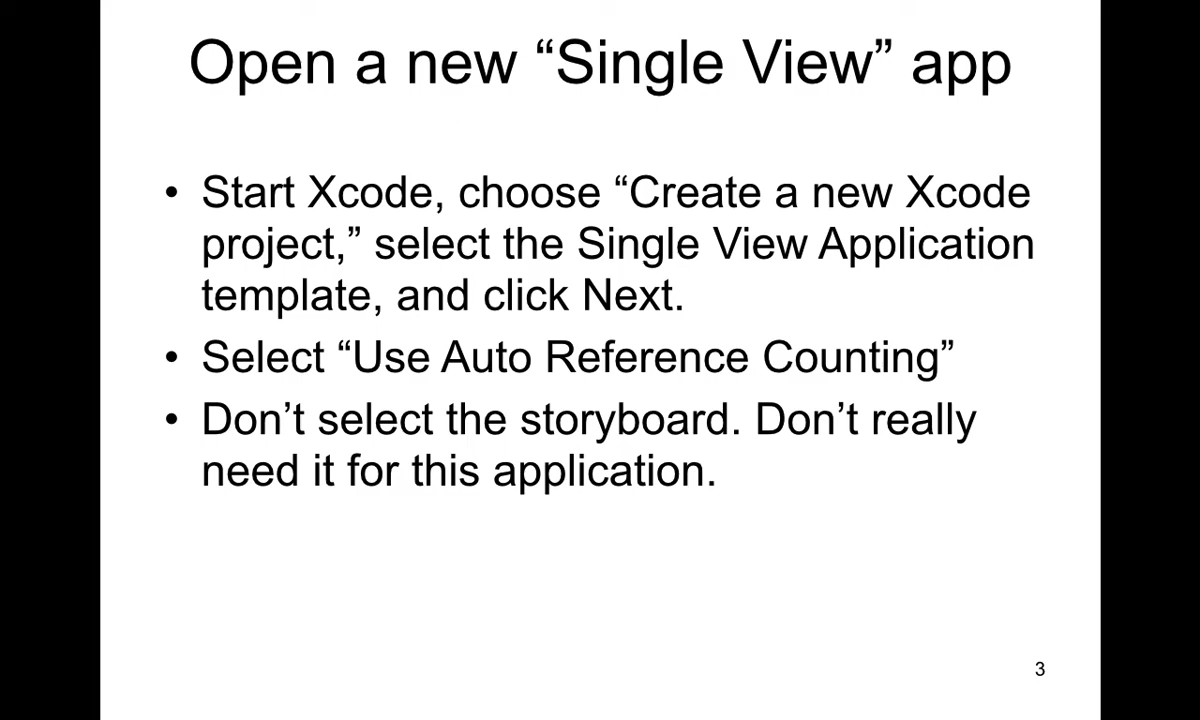 Open a new “Single View” app
• Start Xcode, choose “Create a new Xcode
project,” select the Single View Application
template, and click Next.
• Select “Use Auto Reference Counting”
• Don’t select the storyboard. Don’t really
need it for this application.
3